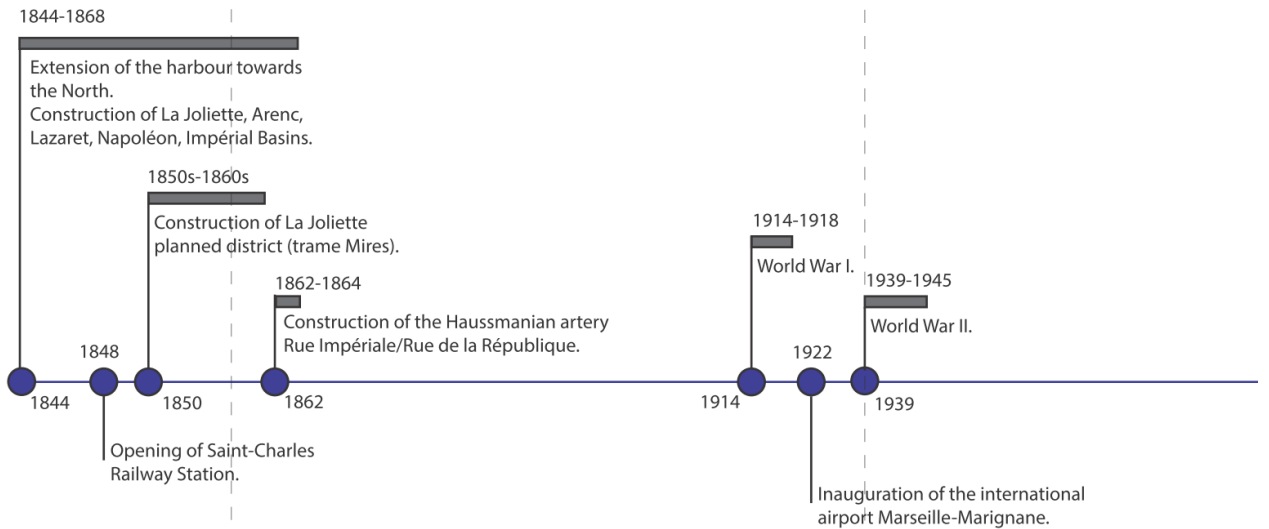 1844-1868
Extension of the harbour towards
the North.
Construction of La Joliette, Arenc,
Lazaret, Napoléon, Impérial Basins.
1850s-1860s
Construction of La Joliette
planned district (trame Mires).
1862-1864
Construction of the Haussmanian artery
Rue Impériale/Rue de la République.
1914-1918
World War I.
1939-1945
World War II.
1848
1922
1844
1850
1862
1914
1939
Opening of Saint-Charles
Railway Station.
Inauguration of the international
airport Marseille-Marignane.